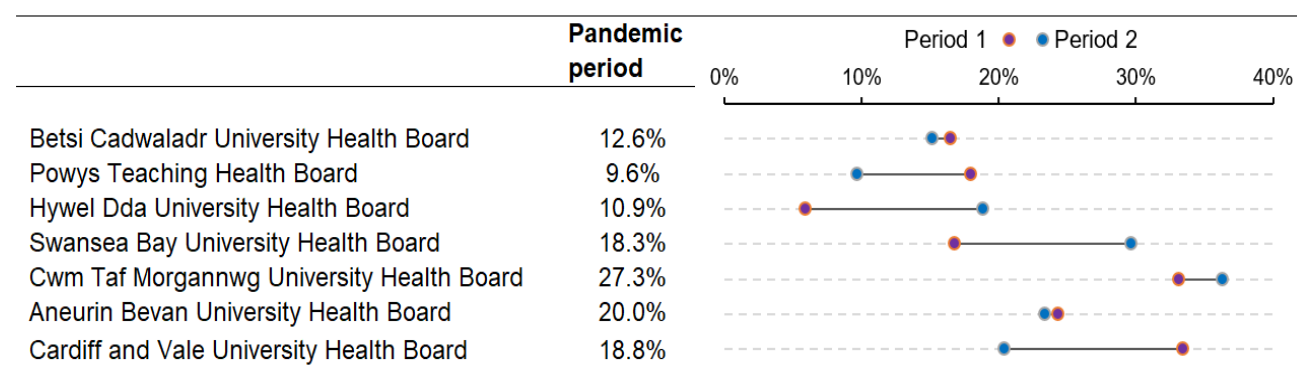 Pandemic period
Period 1 Period 2
0% 10% 20% 30% 40%
Betsi Cadwaladr University Health Board 12.6%
Powys Teaching Health Board 9.6%
Hywel Dda University Health Board 10.9%
Swansea Bay University Health Board 18.3%
Cwm Taf Morgannwg University Health Board 27.3%
Aneurin Bevan University Health Board 20.0%
Cardiff and Vale University Health Board 18.8%